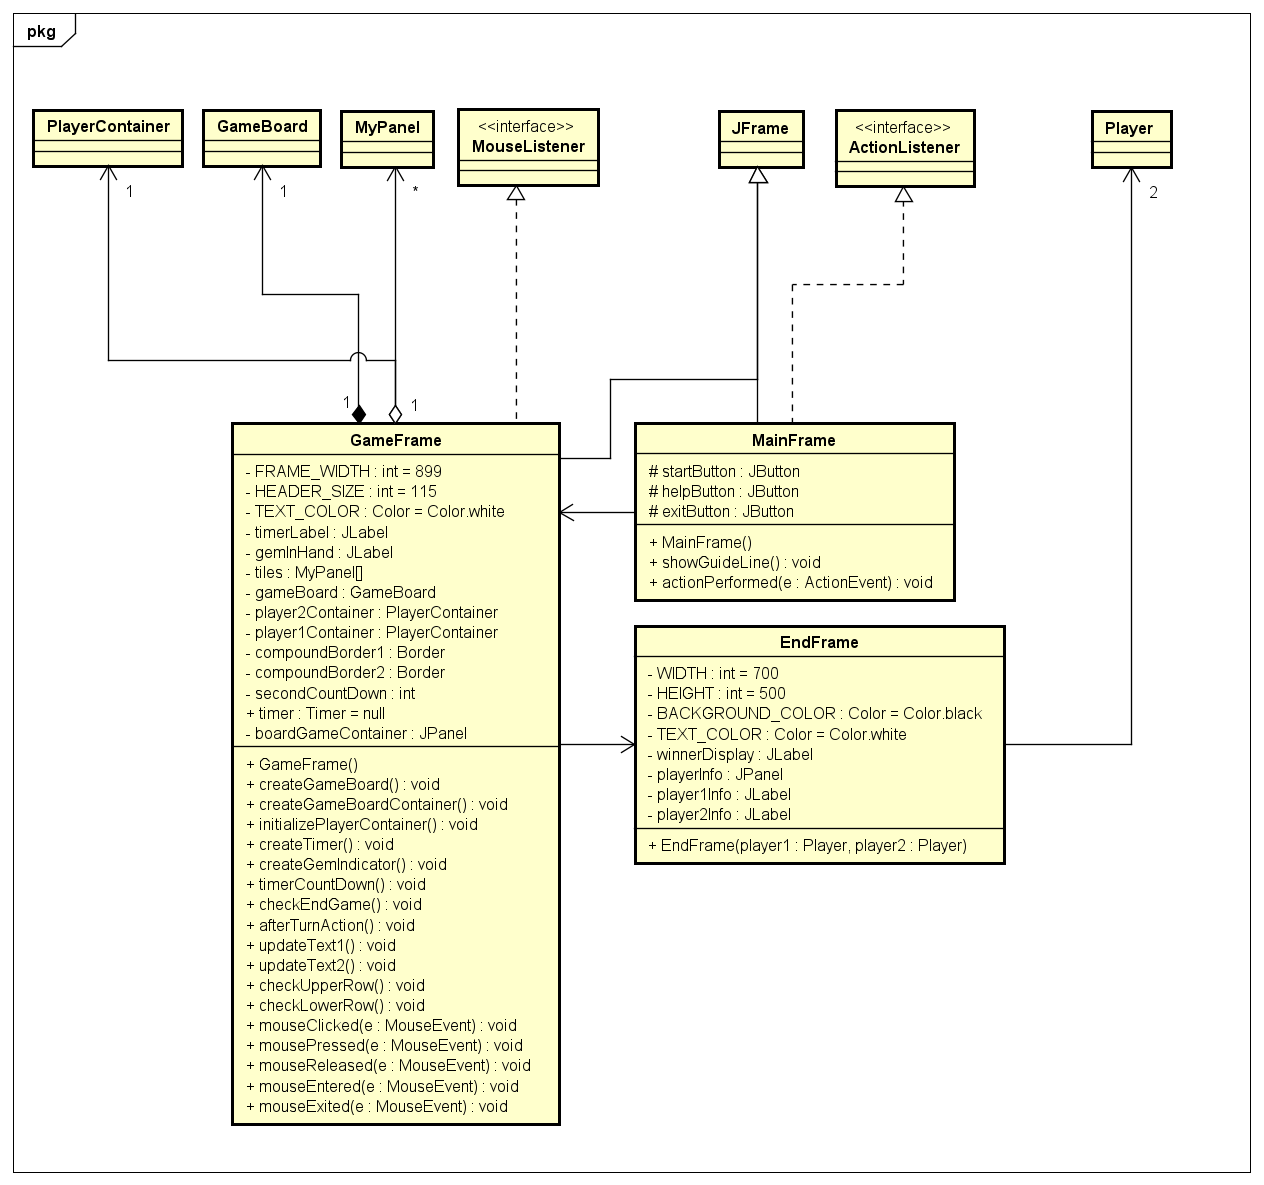 pkg
PlayerContainer
GameBoard
MyPanel
<<interface>>
MouseListener
JFrame
<<interface>>
ActionListener
Player
1
1
*
2
1
1
GameFrame
- FRAME_WIDTH : int = 899
- HEADER_SIZE : int = 115
- TEXT_COLOR : Color = Color.white
- timerLabel : JLabel
- gemInHand : JLabel
- tiles : MyPanel[]
- gameBoard : GameBoard
- player2Container : PlayerContainer
- player1Container : PlayerContainer
- compoundBorder1 : Border
- compoundBorder2 : Border
- secondCountDown : int
+ timer : Timer = null
- boardGameContainer : JPanel
+ GameFrame()
+ createGameBoard() : void
+ createGameBoardContainer() : void
+ initializePlayerContainer() : void
+ createTimer() : void
+ createGemIndicator() : void
+ timerCountDown() : void
+ checkEndGame() : void
+ afterTurnAction() : void
+ updateText1() : void
+ updateText2() : void
+ checkUpperRow() : void
+ checkLowerRow() : void
+ mouseClicked(e : MouseEvent) : void
+ mousePressed(e : MouseEvent) : void
+ mouseReleased(e : MouseEvent) : void
+ mouseEntered(e : MouseEvent) : void
+ mouseExited(e : MouseEvent) : void
MainFrame
# startButton : JButton
# helpButton : JButton
# exitButton : JButton
+ MainFrame()
+ showGuideLine() : void
+ actionPerformed(e : ActionEvent) : void
EndFrame
- WIDTH : int = 700
- HEIGHT : int = 500
- BACKGROUND_COLOR : Color = Color.black
- TEXT_COLOR : Color = Color.white
- winnerDisplay : JLabel
- playerInfo : JPanel
- player1Info : JLabel
- player2Info : JLabel
+ EndFrame(player1 : Player, player2 : Player)